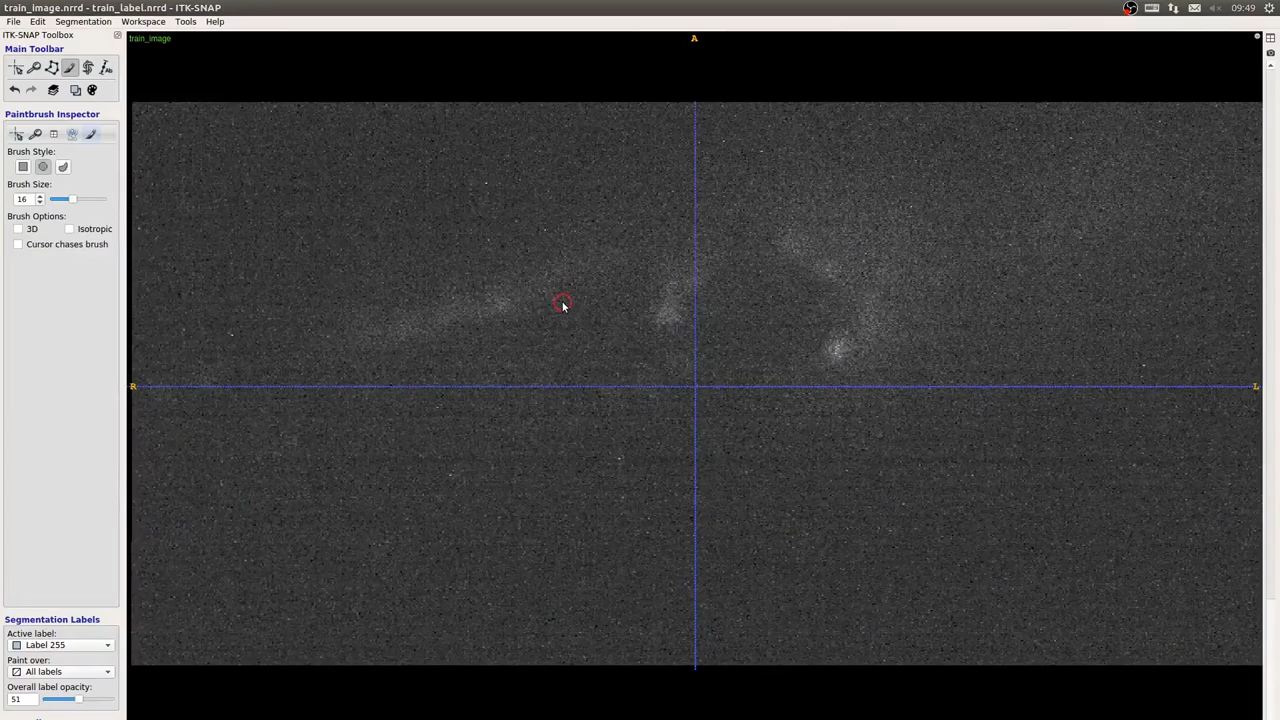 train_image.nrrd - train_label.nrrd - ITK-SNAP
09:49
File Edit Segmentation Workspace Tools Help
ITK-SNAP Toolbox
train_image
A
Main Toolbar
Paintbrush Inspector
Brush Style:
Brush Size:
16
Brush Options:
3D Isotropic
Cursor chases brush
R
L
Segmentation Labels
Active label:
Label 255
Paint over:
All labels
Overall label opacity:
51